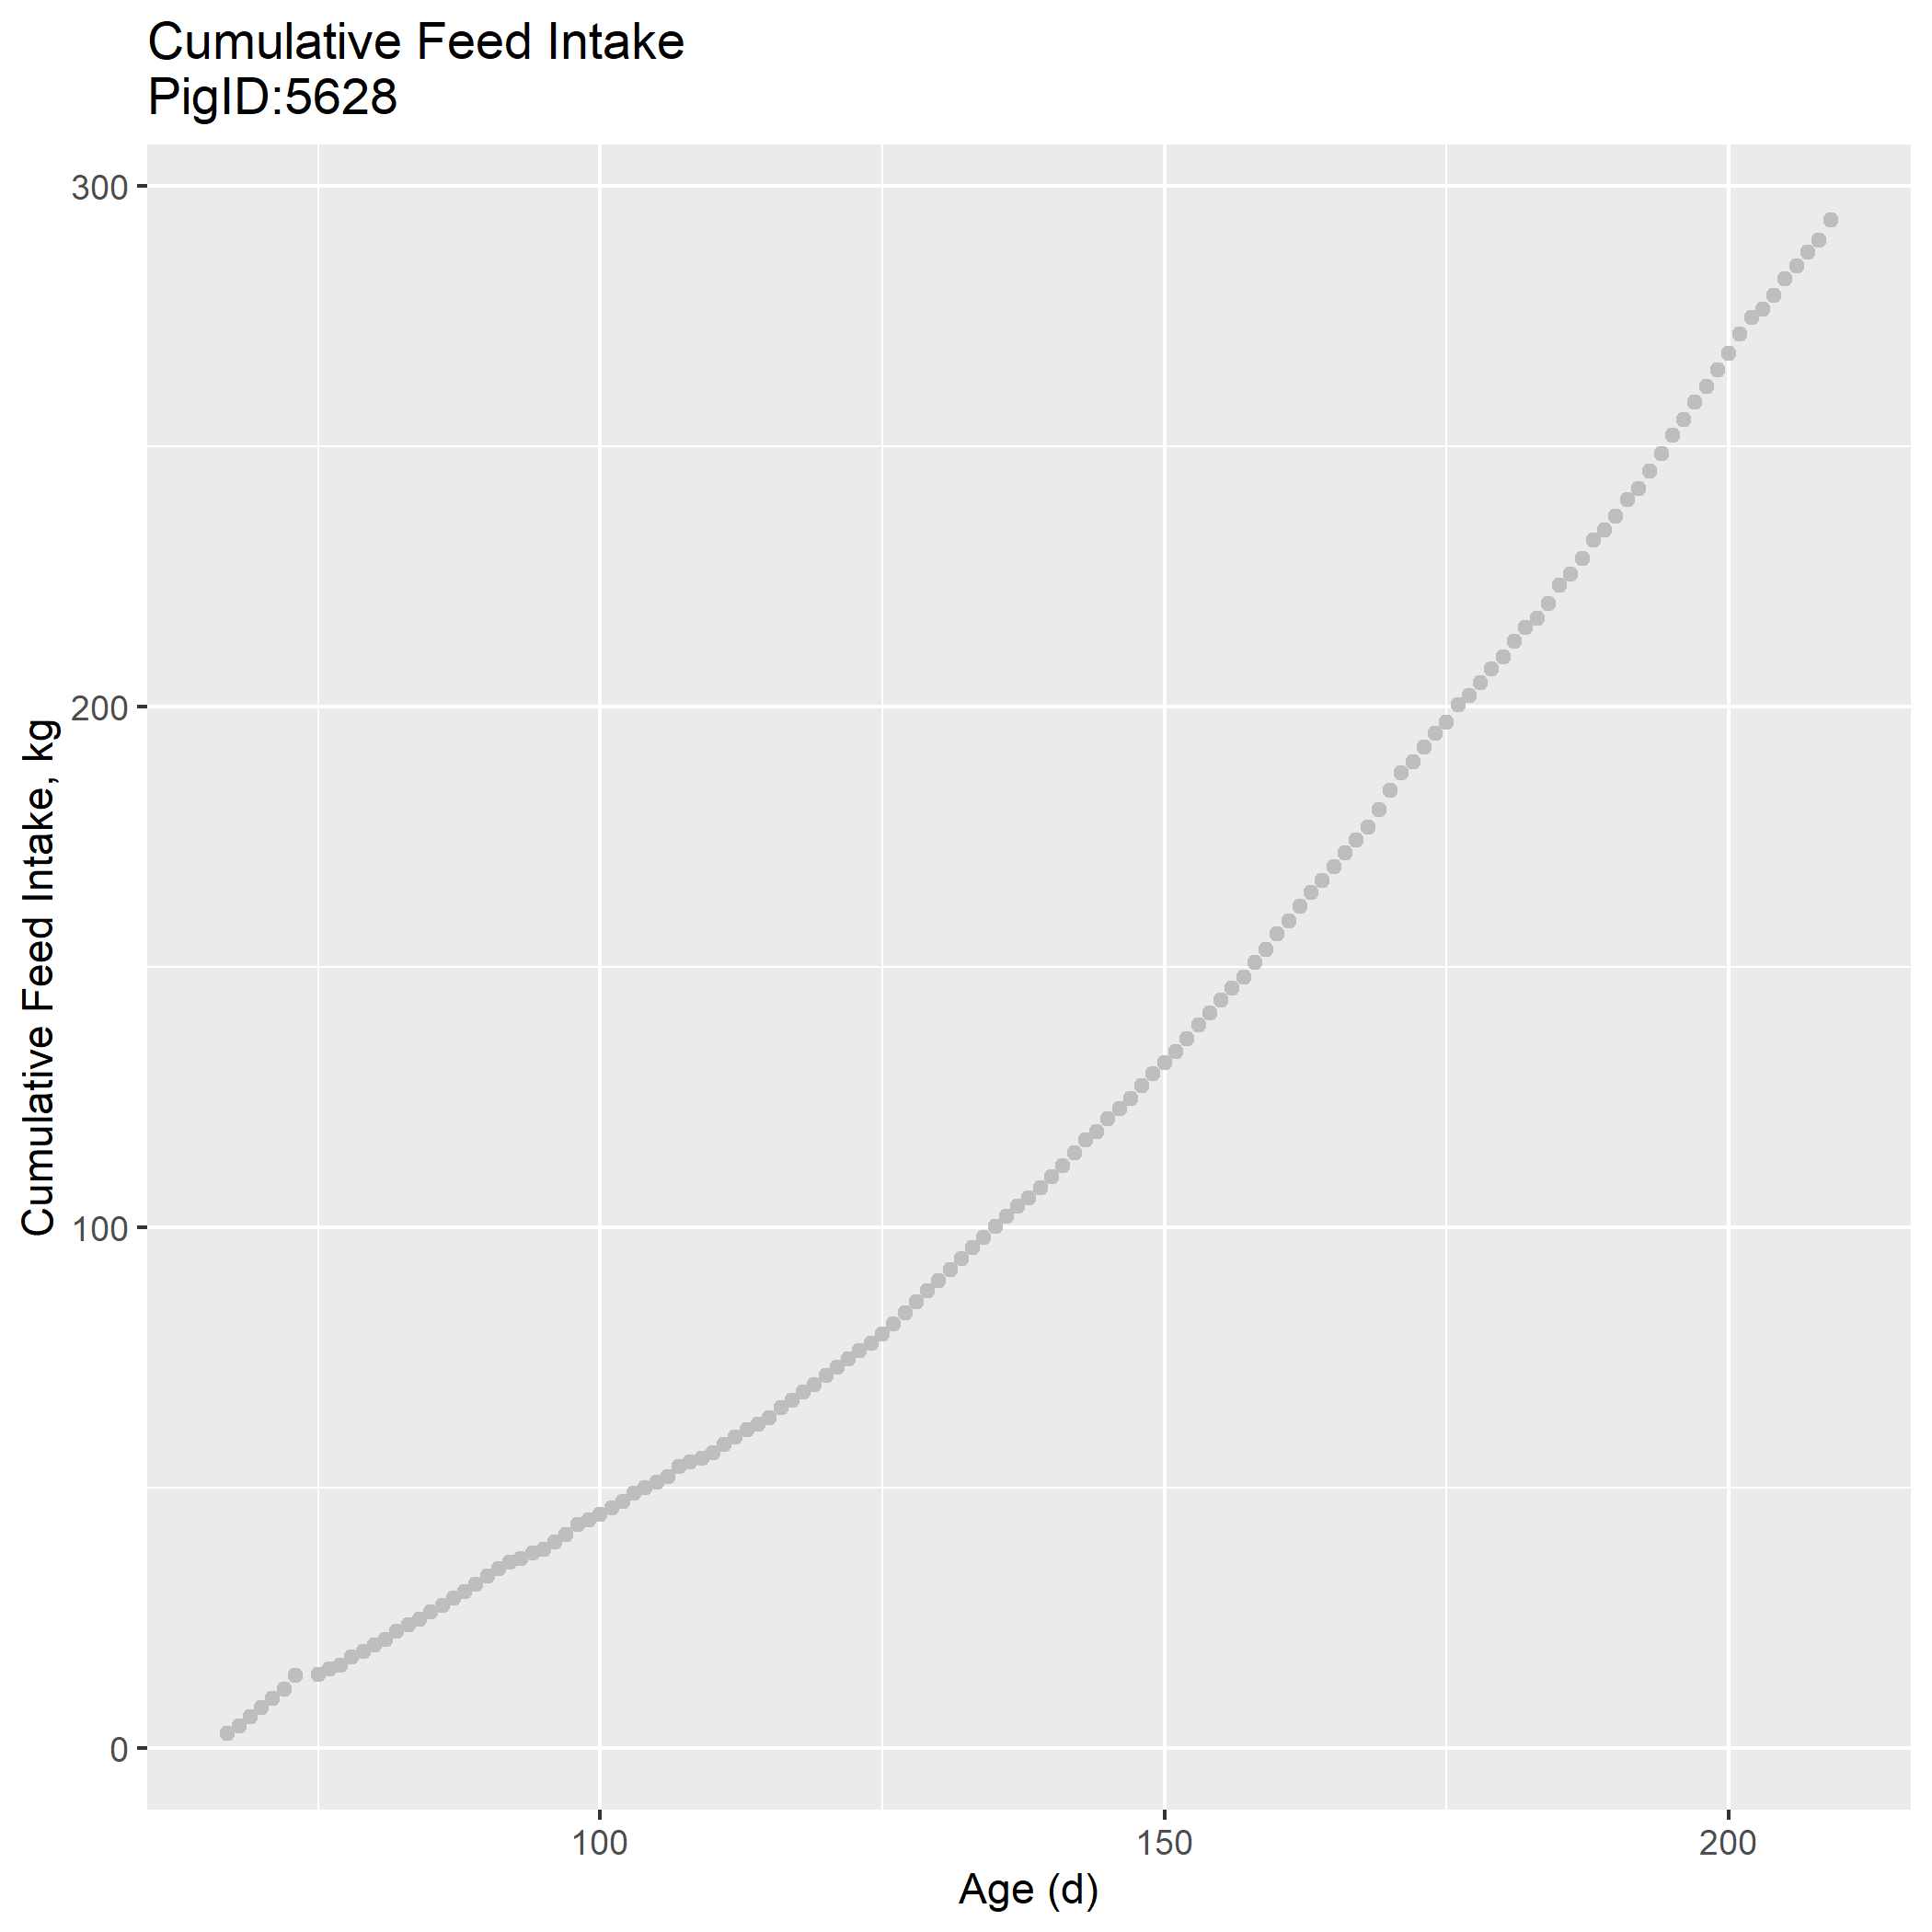 Cumulative Feed Intake
PigID:5628
300
200
100
0
Cumulative Feed Intake, kg
100
150
200
Age (d)